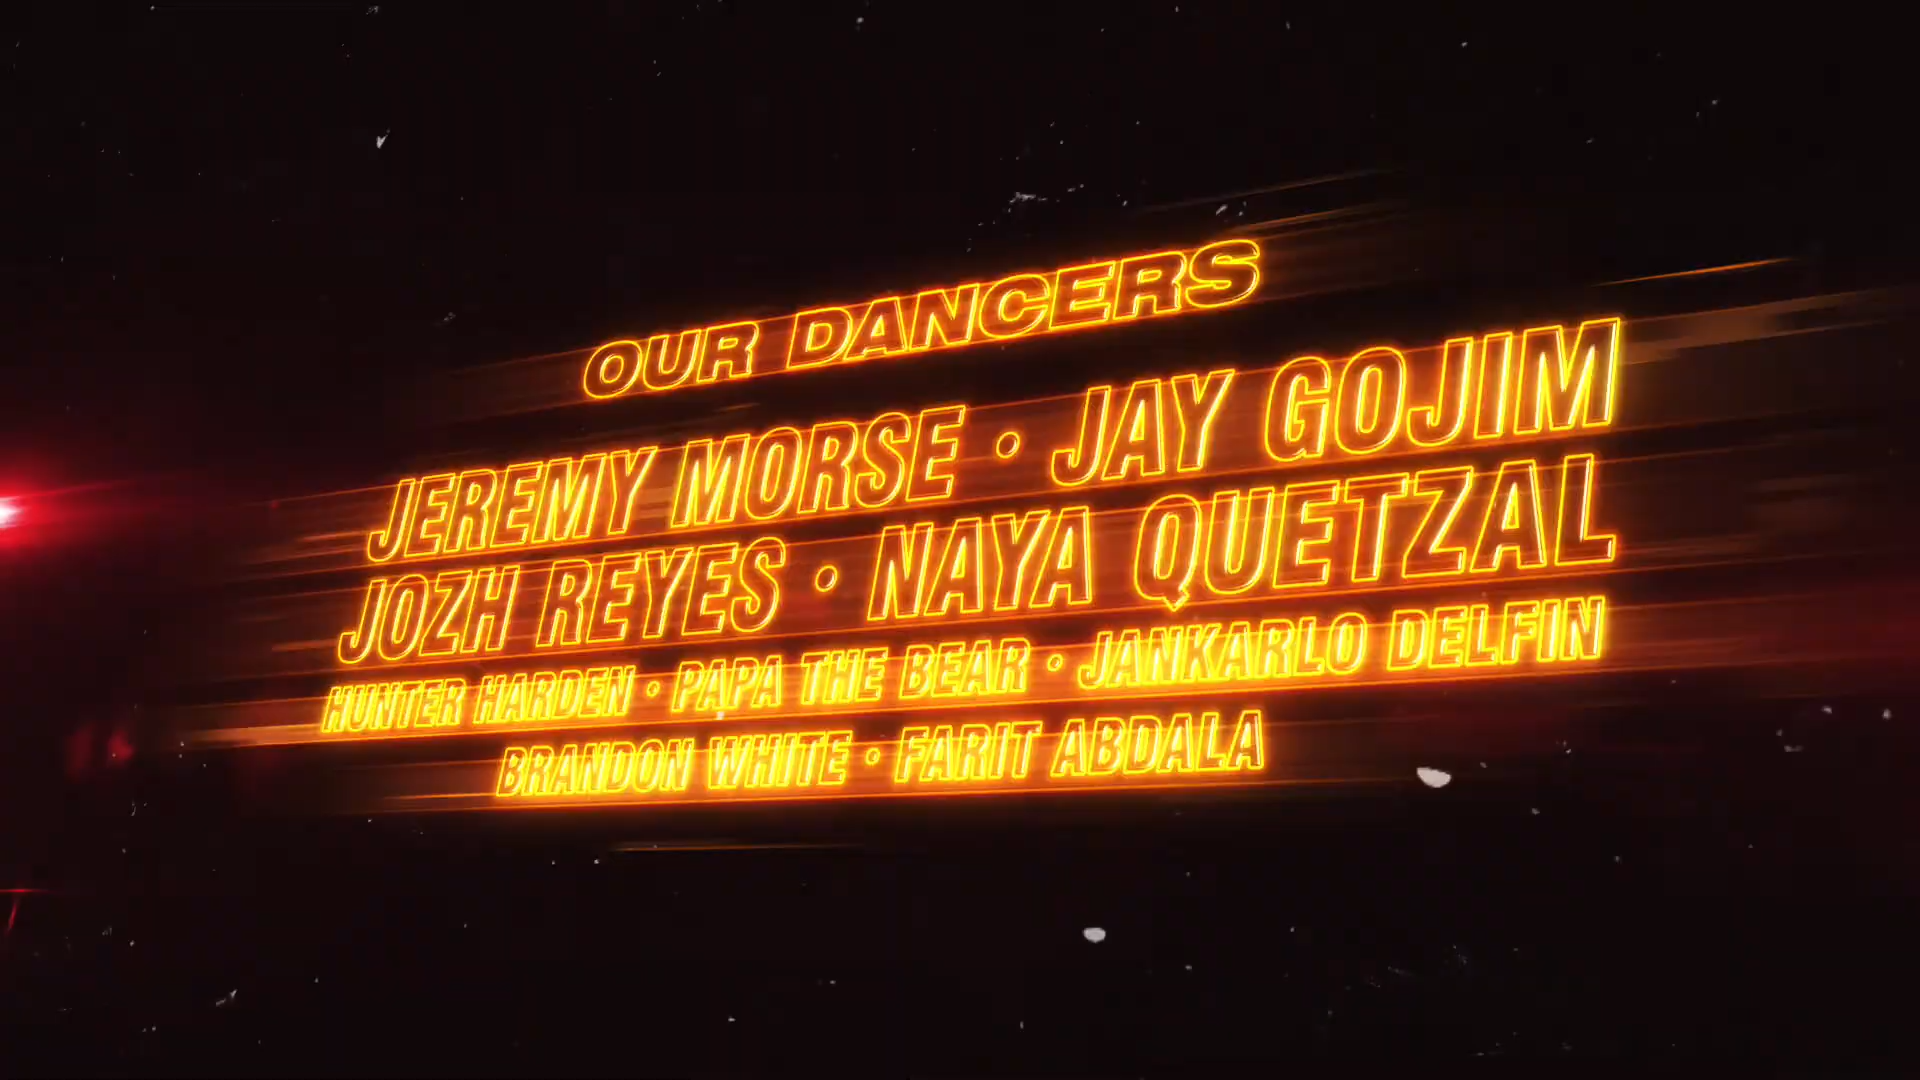 OUR DANCERS
JEREMY MORSE • JAY GOJIM
JOZH REYES • NAYA QUETZAL
HUNTER HARDEN • PAPA THE BEAR • JANKARLO DELFIN
BRANDON WHITE • FARIT ABDALA